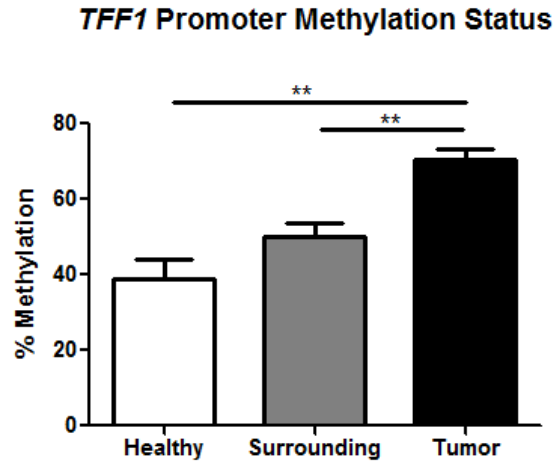 TFF1 Promoter Methylation Status
**
**
% Methylation
80
60
40
20
0
Healthy Surrounding Tumor